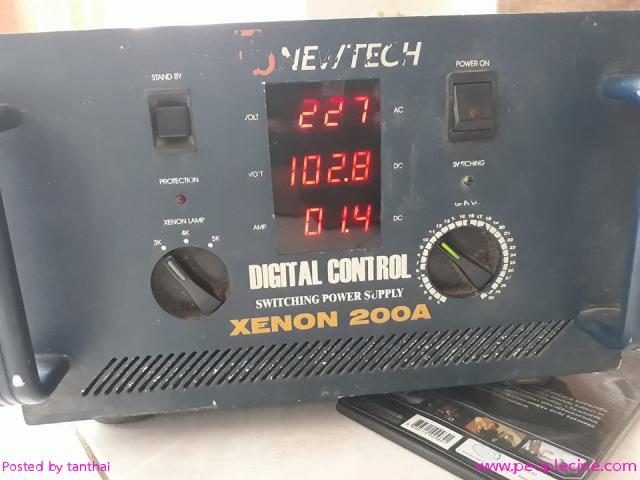 NEWTECH
STAND BY
POWER ON
VOLT 227 AC
PROTECTION
VOLT 102.8 DC
SWITCHING
XENON LAMP
AMP 01.4 DC
3K 4K 5K
DIGITAL CONTROL
SWITCHING POWER SUPPLY
XENON 200A
Posted by tanthai
www.peoplecine.com